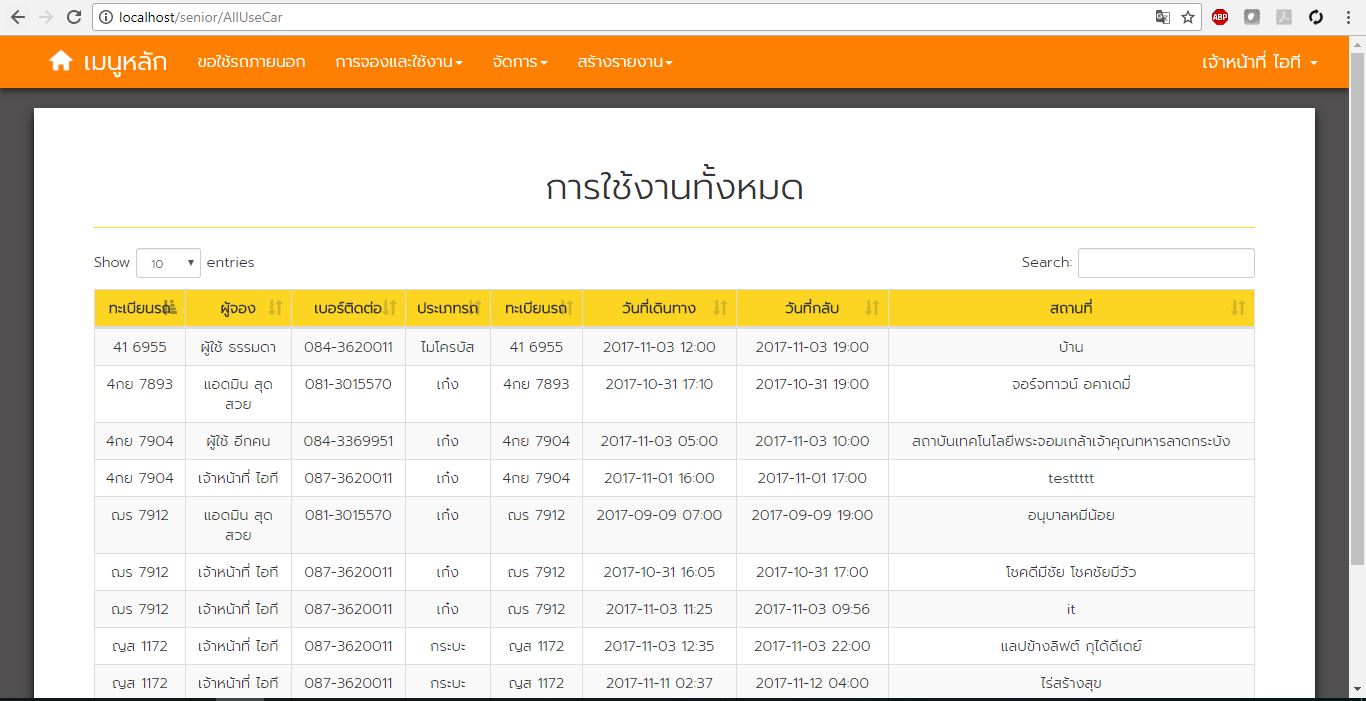 localhost/senior/AllUseCar
ABP
เมนูหลัก ขอใช้รถภายนอก การจองและใช้งาน จัดการ สร้างรายงาน เจ้าหน้าที่ ไอที
การใช้งานทั้งหมด
Show 10 entries Search:
ทะเบียนรถ ผู้จอง เบอร์ติดต่อ ประเภทรถ ทะเบียนรถ วันที่เดินทาง วันที่กลับ สถานที่
41 6955 ผู้ใช้ ธรรมดา 084-3620011 ไมโครบัส 41 6955 2017-11-03 12:00 2017-11-03 19:00 บ้าน
4กย 7893 แอดมิน สุด 081-3015570 เก๋ง 4กย 7893 2017-10-31 17:10 2017-10-31 19:00 จอร์จทาวน์ อคาเดมี่
สวย
4กย 7904 ผู้ใช้ อีกคน 084-3369951 เก๋ง 4กย 7904 2017-11-03 05:00 2017-11-03 10:00 สถาบันเทคโนโลยีพระจอมเกล้าเจ้าคุณทหารลาดกระบัง
4กย 7904 เจ้าหน้าที่ ไอที 087-3620011 เก๋ง 4กย 7904 2017-11-01 16:00 2017-11-01 17:00 testtttt
ฌร 7912 แอดมิน สุด 081-3015570 เก๋ง ฌร 7912 2017-09-09 07:00 2017-09-09 19:00 อนุบาลหมีน้อย
สวย
ฌร 7912 เจ้าหน้าที่ ไอที 087-3620011 เก๋ง ฌร 7912 2017-10-31 16:05 2017-10-31 17:00 โชคดีมีชัย โชคชัยมีวัว
ฌร 7912 เจ้าหน้าที่ ไอที 087-3620011 เก๋ง ฌร 7912 2017-11-03 11:25 2017-11-03 09:56 it
ญส 1172 เจ้าหน้าที่ ไอที 087-3620011 กระบะ ญส 1172 2017-11-03 12:35 2017-11-03 22:00 แลปข้างลิฟต์ กุได้ดีเดย์
ญส 1172 เจ้าหน้าที่ ไอที 087-3620011 กระบะ ญส 1172 2017-11-11 02:37 2017-11-12 04:00 ไร่สร้างสุข